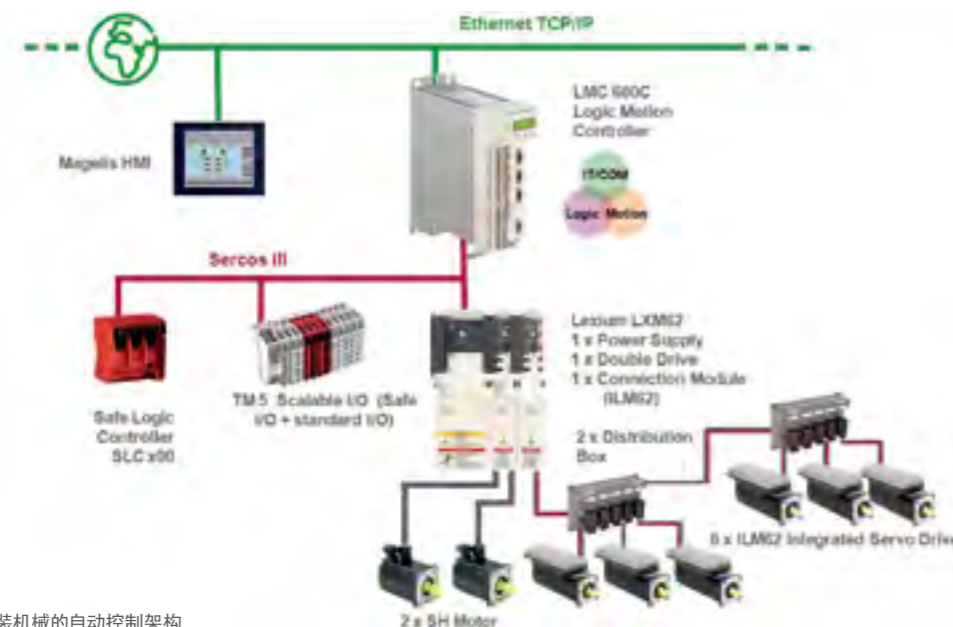 Ethernet TCP/IP
LMC 600C
Logic Motion
Controller
Magelis HMI
IT/COM
Logic Motion
Sercos III
Lexium LXM62
1 x Power Supply
1 x Double Drive
1 x Connection Module
(ILM62)
TM5 Scalable I/O (Safe
I/O + standard I/O)
Safe Logic
Controller
SLC x00
2 x Distribution
Box
6 x ILM62 Integrated Servo Drive
2 x SH Motor
装机械的自动控制架构